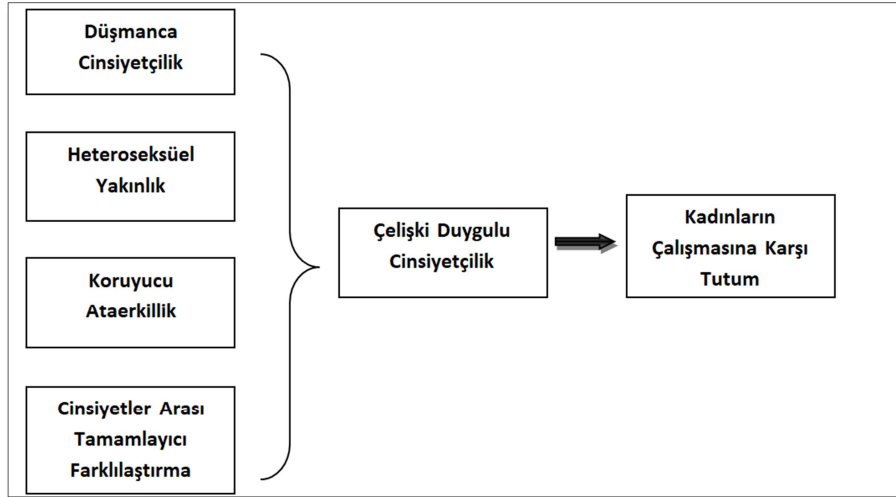 Düşmanca
Cinsiyetçilik
Heteroseksüel
Yakınlık
Koruyucu
Ataerkillik
Cinsiyetler Arası
Tamamlayıcı
Farklılaştırma
Çelişki Duygulu
Cinsiyetçilik
Kadınların
Çalışmasına Karşı
Tutum